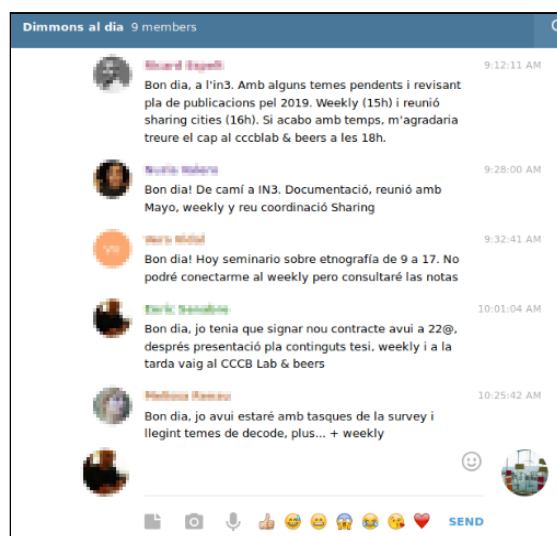 Dimmons al dia 9 members
9:12:11 AM
Bon dia, a l'in3. Amb alguns temes pendents i revisant
pla de publicacions pel 2019. Weekly (15h) i reunió
sharing cities (16h). Si acabo amb temps, m'agradaria
treure el cap al cccblab & beers a les 18h.
9:28:00 AM
Bon dia! De camí a IN3. Documentació, reunió amb
Mayo, weekly y reu coordinació Sharing
9:32:41 AM
Bon dia! Hoy seminario sobre etnografía de 9 a 17. No
podré conectarme al weekly pero consultaré las notas
10:01:04 AM
Bon dia, jo tenia que signar nou contracte avui a 22@,
després presentació pla continguts tesi, weekly i a la
tarda vaig al CCCB Lab & beers
10:25:42 AM
Bon dia, jo avui estaré amb tasques de la survey i
llegint temes de decode, plus... + weekly
SEND